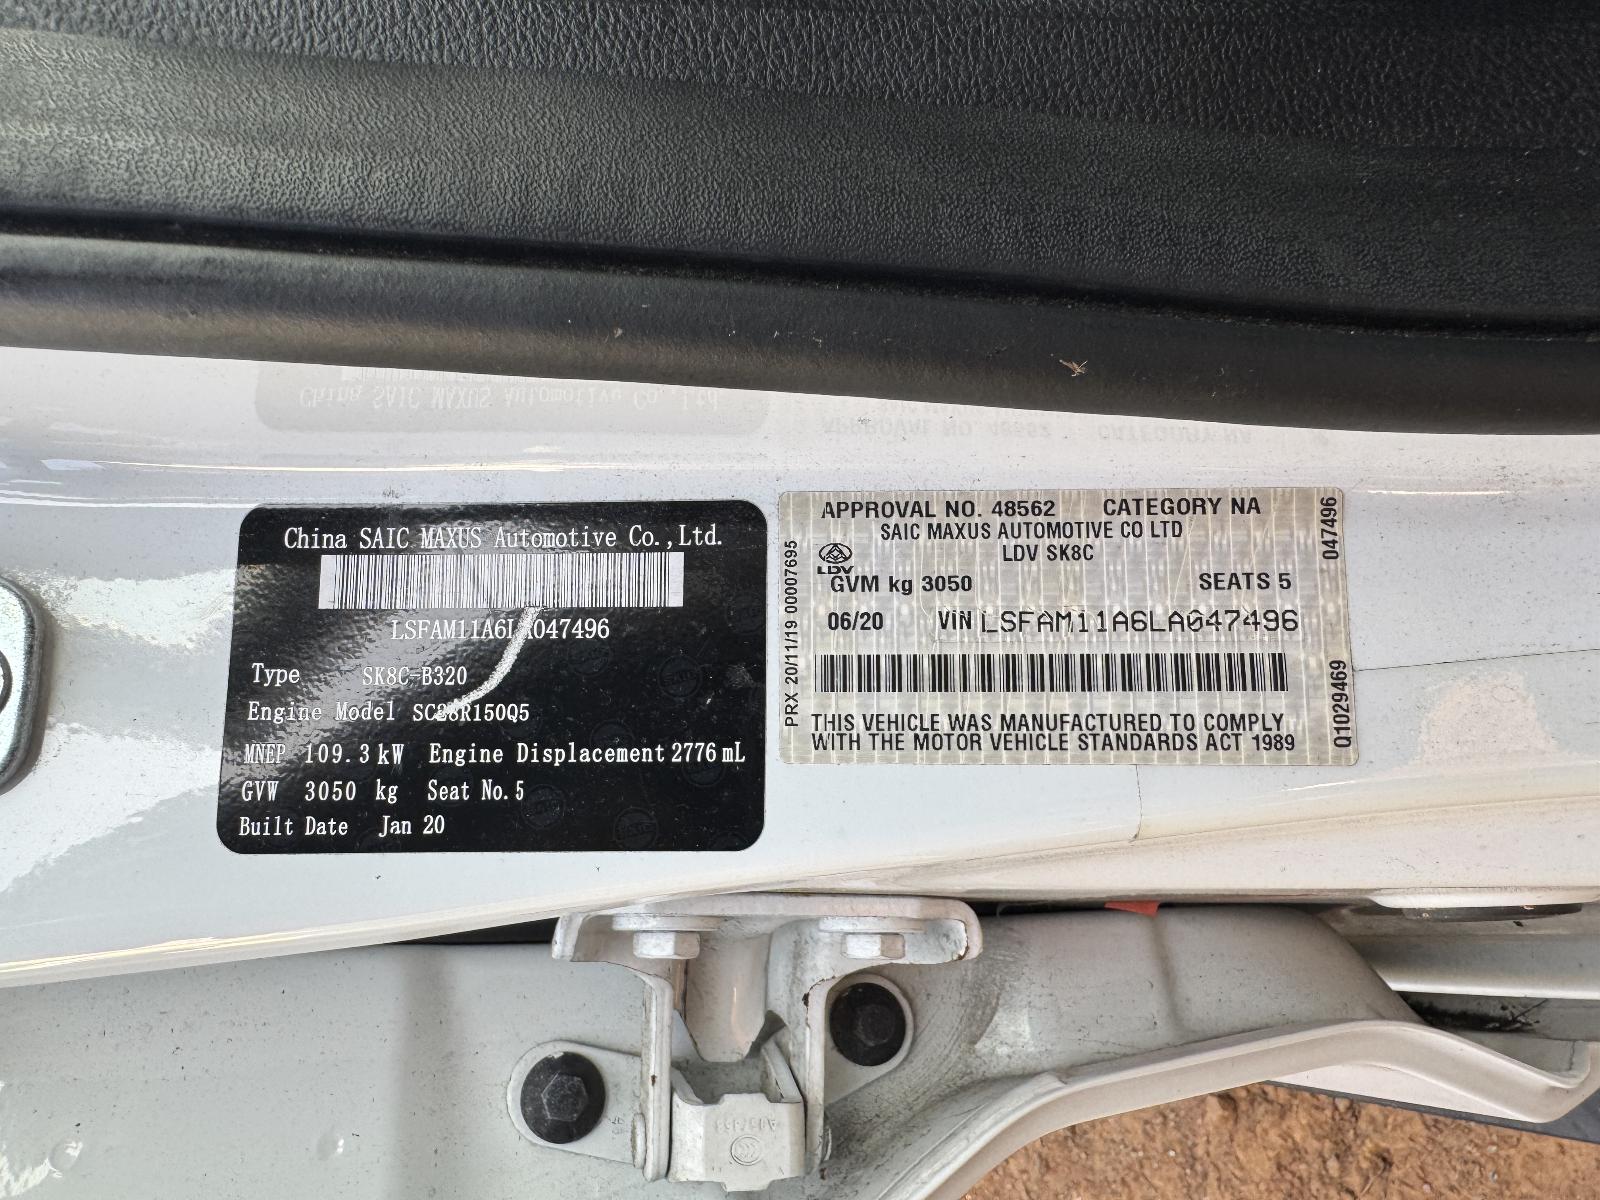 China SAIC MAXUS Automotive Co.,Ltd.
LSFAM11A6LA047496
Type SK8C-B320
Engine Model SC28R150Q5
MNEP 109.3 kW Engine Displacement 2776 mL
GVW 3050 kg Seat No. 5
Built Date Jan 20
APPROVAL NO. 48562 CATEGORY NA
SAIC MAXUS AUTOMOTIVE CO LTD
LDV SK8C
LDV
GVM kg 3050 SEATS 5
06/20 VIN LSFAM11A6LA047496
THIS VEHICLE WAS MANUFACTURED TO COMPLY
WITH THE MOTOR VEHICLE STANDARDS ACT 1989
PRX 20/11/19 00007695
047496
Q1029469